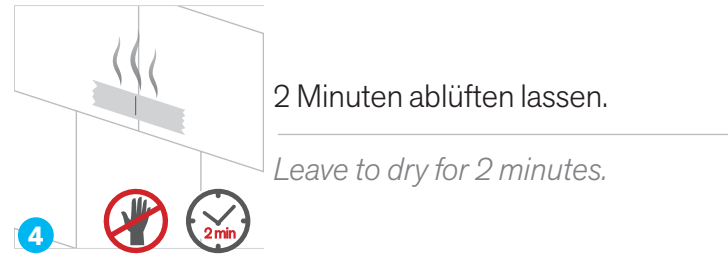 2 Minuten ablüften lassen.
Leave to dry for 2 minutes.
4
2 min